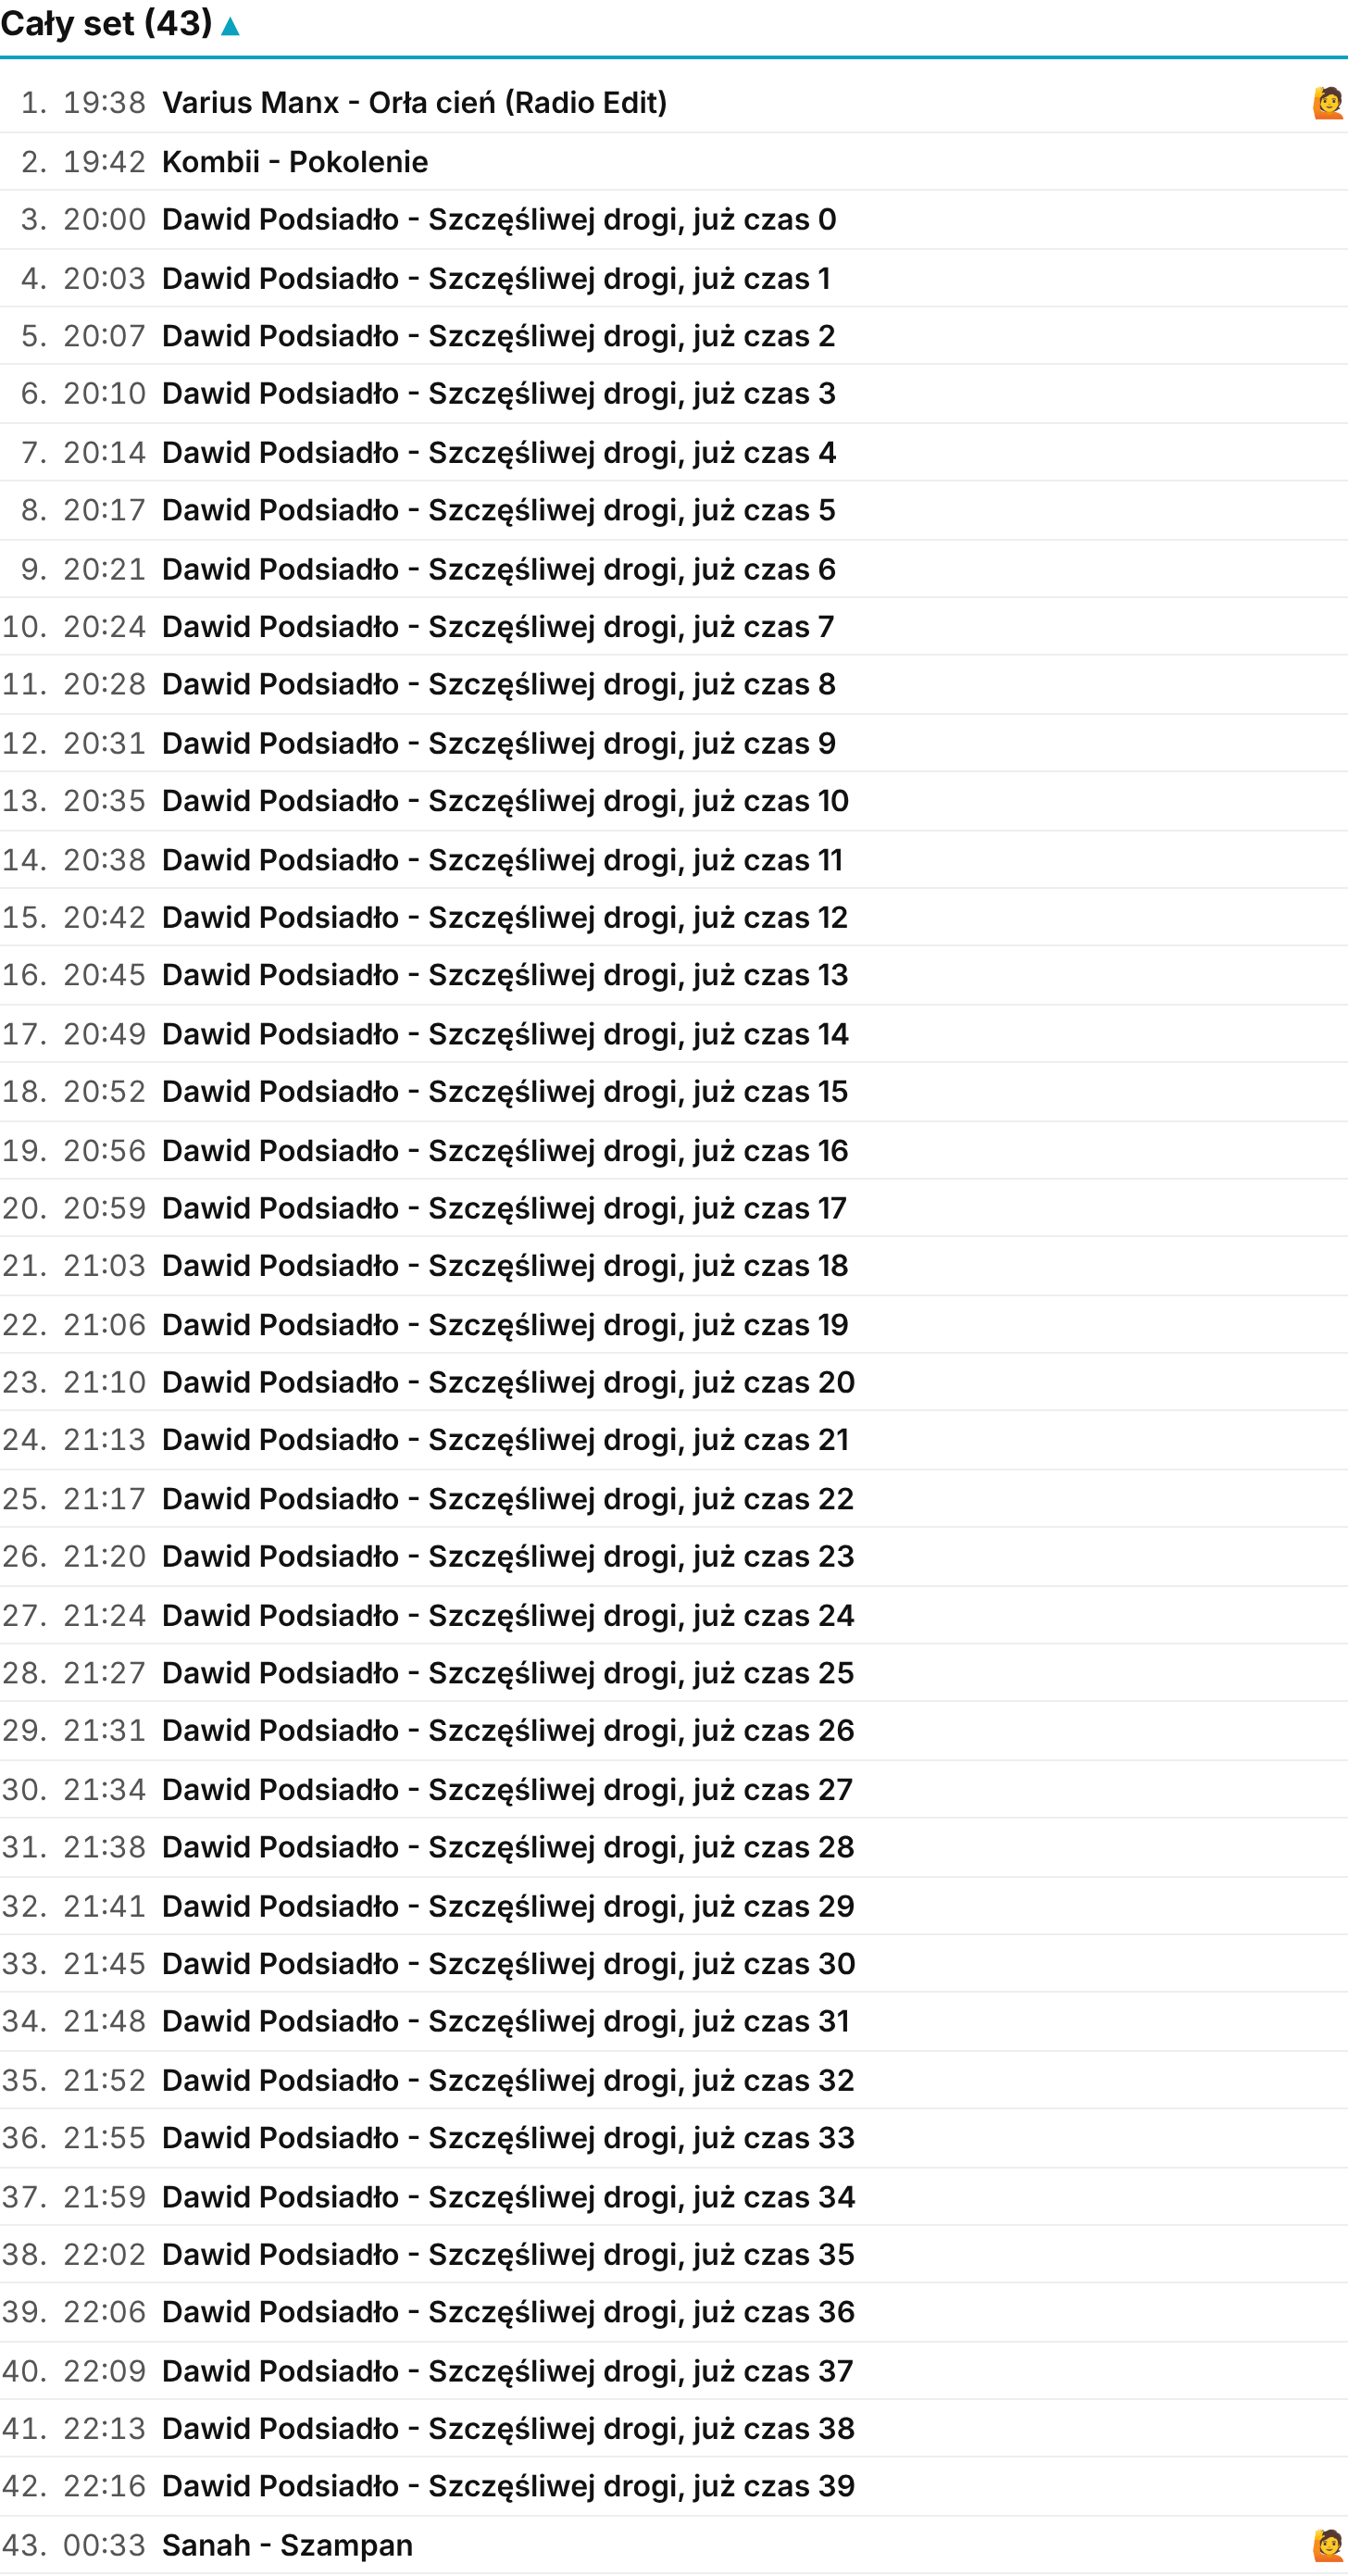 Cały set (43) ▲
1. 19:38 Varius Manx - Orła cień (Radio Edit) 🙋
2. 19:42 Kombii - Pokolenie
3. 20:00 Dawid Podsiadło - Szczęśliwej drogi, już czas 0
4. 20:03 Dawid Podsiadło - Szczęśliwej drogi, już czas 1
5. 20:07 Dawid Podsiadło - Szczęśliwej drogi, już czas 2
6. 20:10 Dawid Podsiadło - Szczęśliwej drogi, już czas 3
7. 20:14 Dawid Podsiadło - Szczęśliwej drogi, już czas 4
8. 20:17 Dawid Podsiadło - Szczęśliwej drogi, już czas 5
9. 20:21 Dawid Podsiadło - Szczęśliwej drogi, już czas 6
10. 20:24 Dawid Podsiadło - Szczęśliwej drogi, już czas 7
11. 20:28 Dawid Podsiadło - Szczęśliwej drogi, już czas 8
12. 20:31 Dawid Podsiadło - Szczęśliwej drogi, już czas 9
13. 20:35 Dawid Podsiadło - Szczęśliwej drogi, już czas 10
14. 20:38 Dawid Podsiadło - Szczęśliwej drogi, już czas 11
15. 20:42 Dawid Podsiadło - Szczęśliwej drogi, już czas 12
16. 20:45 Dawid Podsiadło - Szczęśliwej drogi, już czas 13
17. 20:49 Dawid Podsiadło - Szczęśliwej drogi, już czas 14
18. 20:52 Dawid Podsiadło - Szczęśliwej drogi, już czas 15
19. 20:56 Dawid Podsiadło - Szczęśliwej drogi, już czas 16
20. 20:59 Dawid Podsiadło - Szczęśliwej drogi, już czas 17
21. 21:03 Dawid Podsiadło - Szczęśliwej drogi, już czas 18
22. 21:06 Dawid Podsiadło - Szczęśliwej drogi, już czas 19
23. 21:10 Dawid Podsiadło - Szczęśliwej drogi, już czas 20
24. 21:13 Dawid Podsiadło - Szczęśliwej drogi, już czas 21
25. 21:17 Dawid Podsiadło - Szczęśliwej drogi, już czas 22
26. 21:20 Dawid Podsiadło - Szczęśliwej drogi, już czas 23
27. 21:24 Dawid Podsiadło - Szczęśliwej drogi, już czas 24
28. 21:27 Dawid Podsiadło - Szczęśliwej drogi, już czas 25
29. 21:31 Dawid Podsiadło - Szczęśliwej drogi, już czas 26
30. 21:34 Dawid Podsiadło - Szczęśliwej drogi, już czas 27
31. 21:38 Dawid Podsiadło - Szczęśliwej drogi, już czas 28
32. 21:41 Dawid Podsiadło - Szczęśliwej drogi, już czas 29
33. 21:45 Dawid Podsiadło - Szczęśliwej drogi, już czas 30
34. 21:48 Dawid Podsiadło - Szczęśliwej drogi, już czas 31
35. 21:52 Dawid Podsiadło - Szczęśliwej drogi, już czas 32
36. 21:55 Dawid Podsiadło - Szczęśliwej drogi, już czas 33
37. 21:59 Dawid Podsiadło - Szczęśliwej drogi, już czas 34
38. 22:02 Dawid Podsiadło - Szczęśliwej drogi, już czas 35
39. 22:06 Dawid Podsiadło - Szczęśliwej drogi, już czas 36
40. 22:09 Dawid Podsiadło - Szczęśliwej drogi, już czas 37
41. 22:13 Dawid Podsiadło - Szczęśliwej drogi, już czas 38
42. 22:16 Dawid Podsiadło - Szczęśliwej drogi, już czas 39
43. 00:33 Sanah - Szampan 🙋